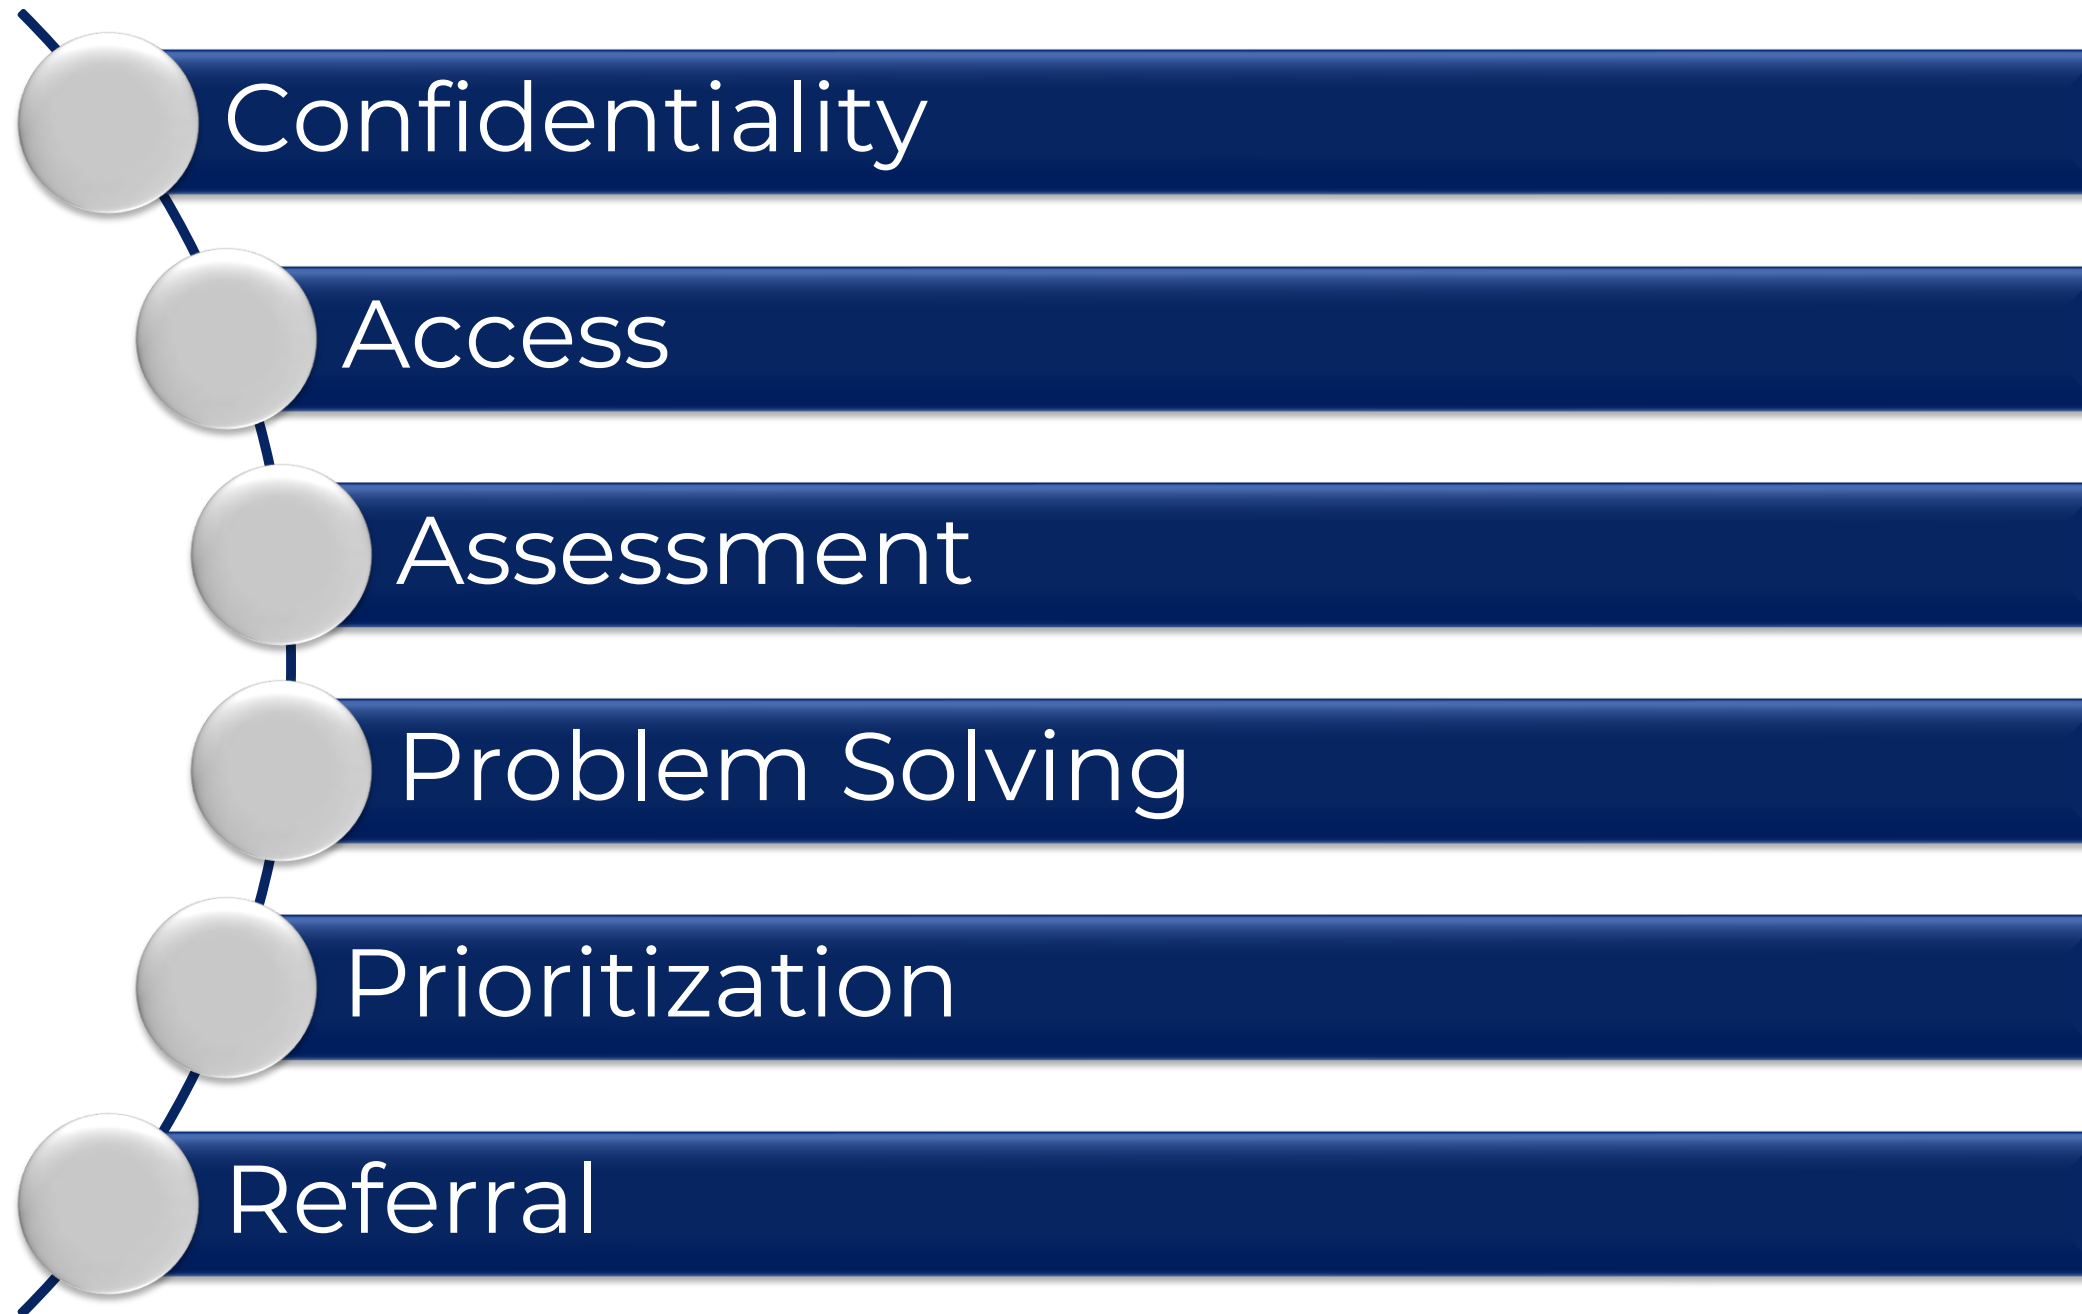 Confidentiality
Access
Assessment
Problem Solving
Prioritization
Referral